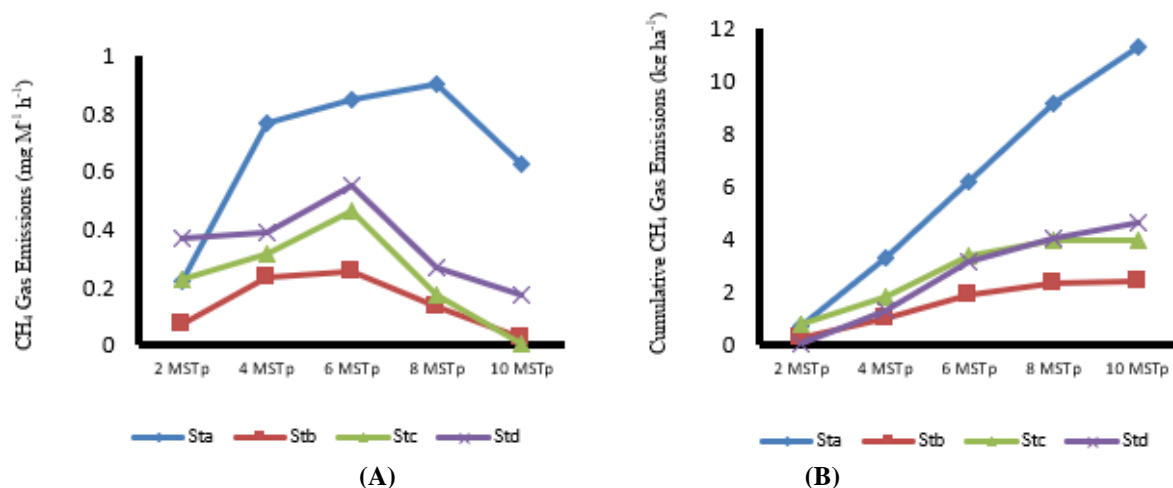 CH₄ Gas Emissions (mg M⁻¹ h⁻¹)
1
0.8
0.6
0.4
0.2
0
2 MSTp 4 MSTp 6 MSTp 8 MSTp 10 MSTp
Sta Stb Stc Std
(A)
Cumulative CH₄ Gas Emissions (kg ha⁻¹)
12
10
8
6
4
2
0
2 MSTp 4 MSTp 6 MSTp 8 MSTp 10 MSTp
Sta Stb Stc Std
(B)